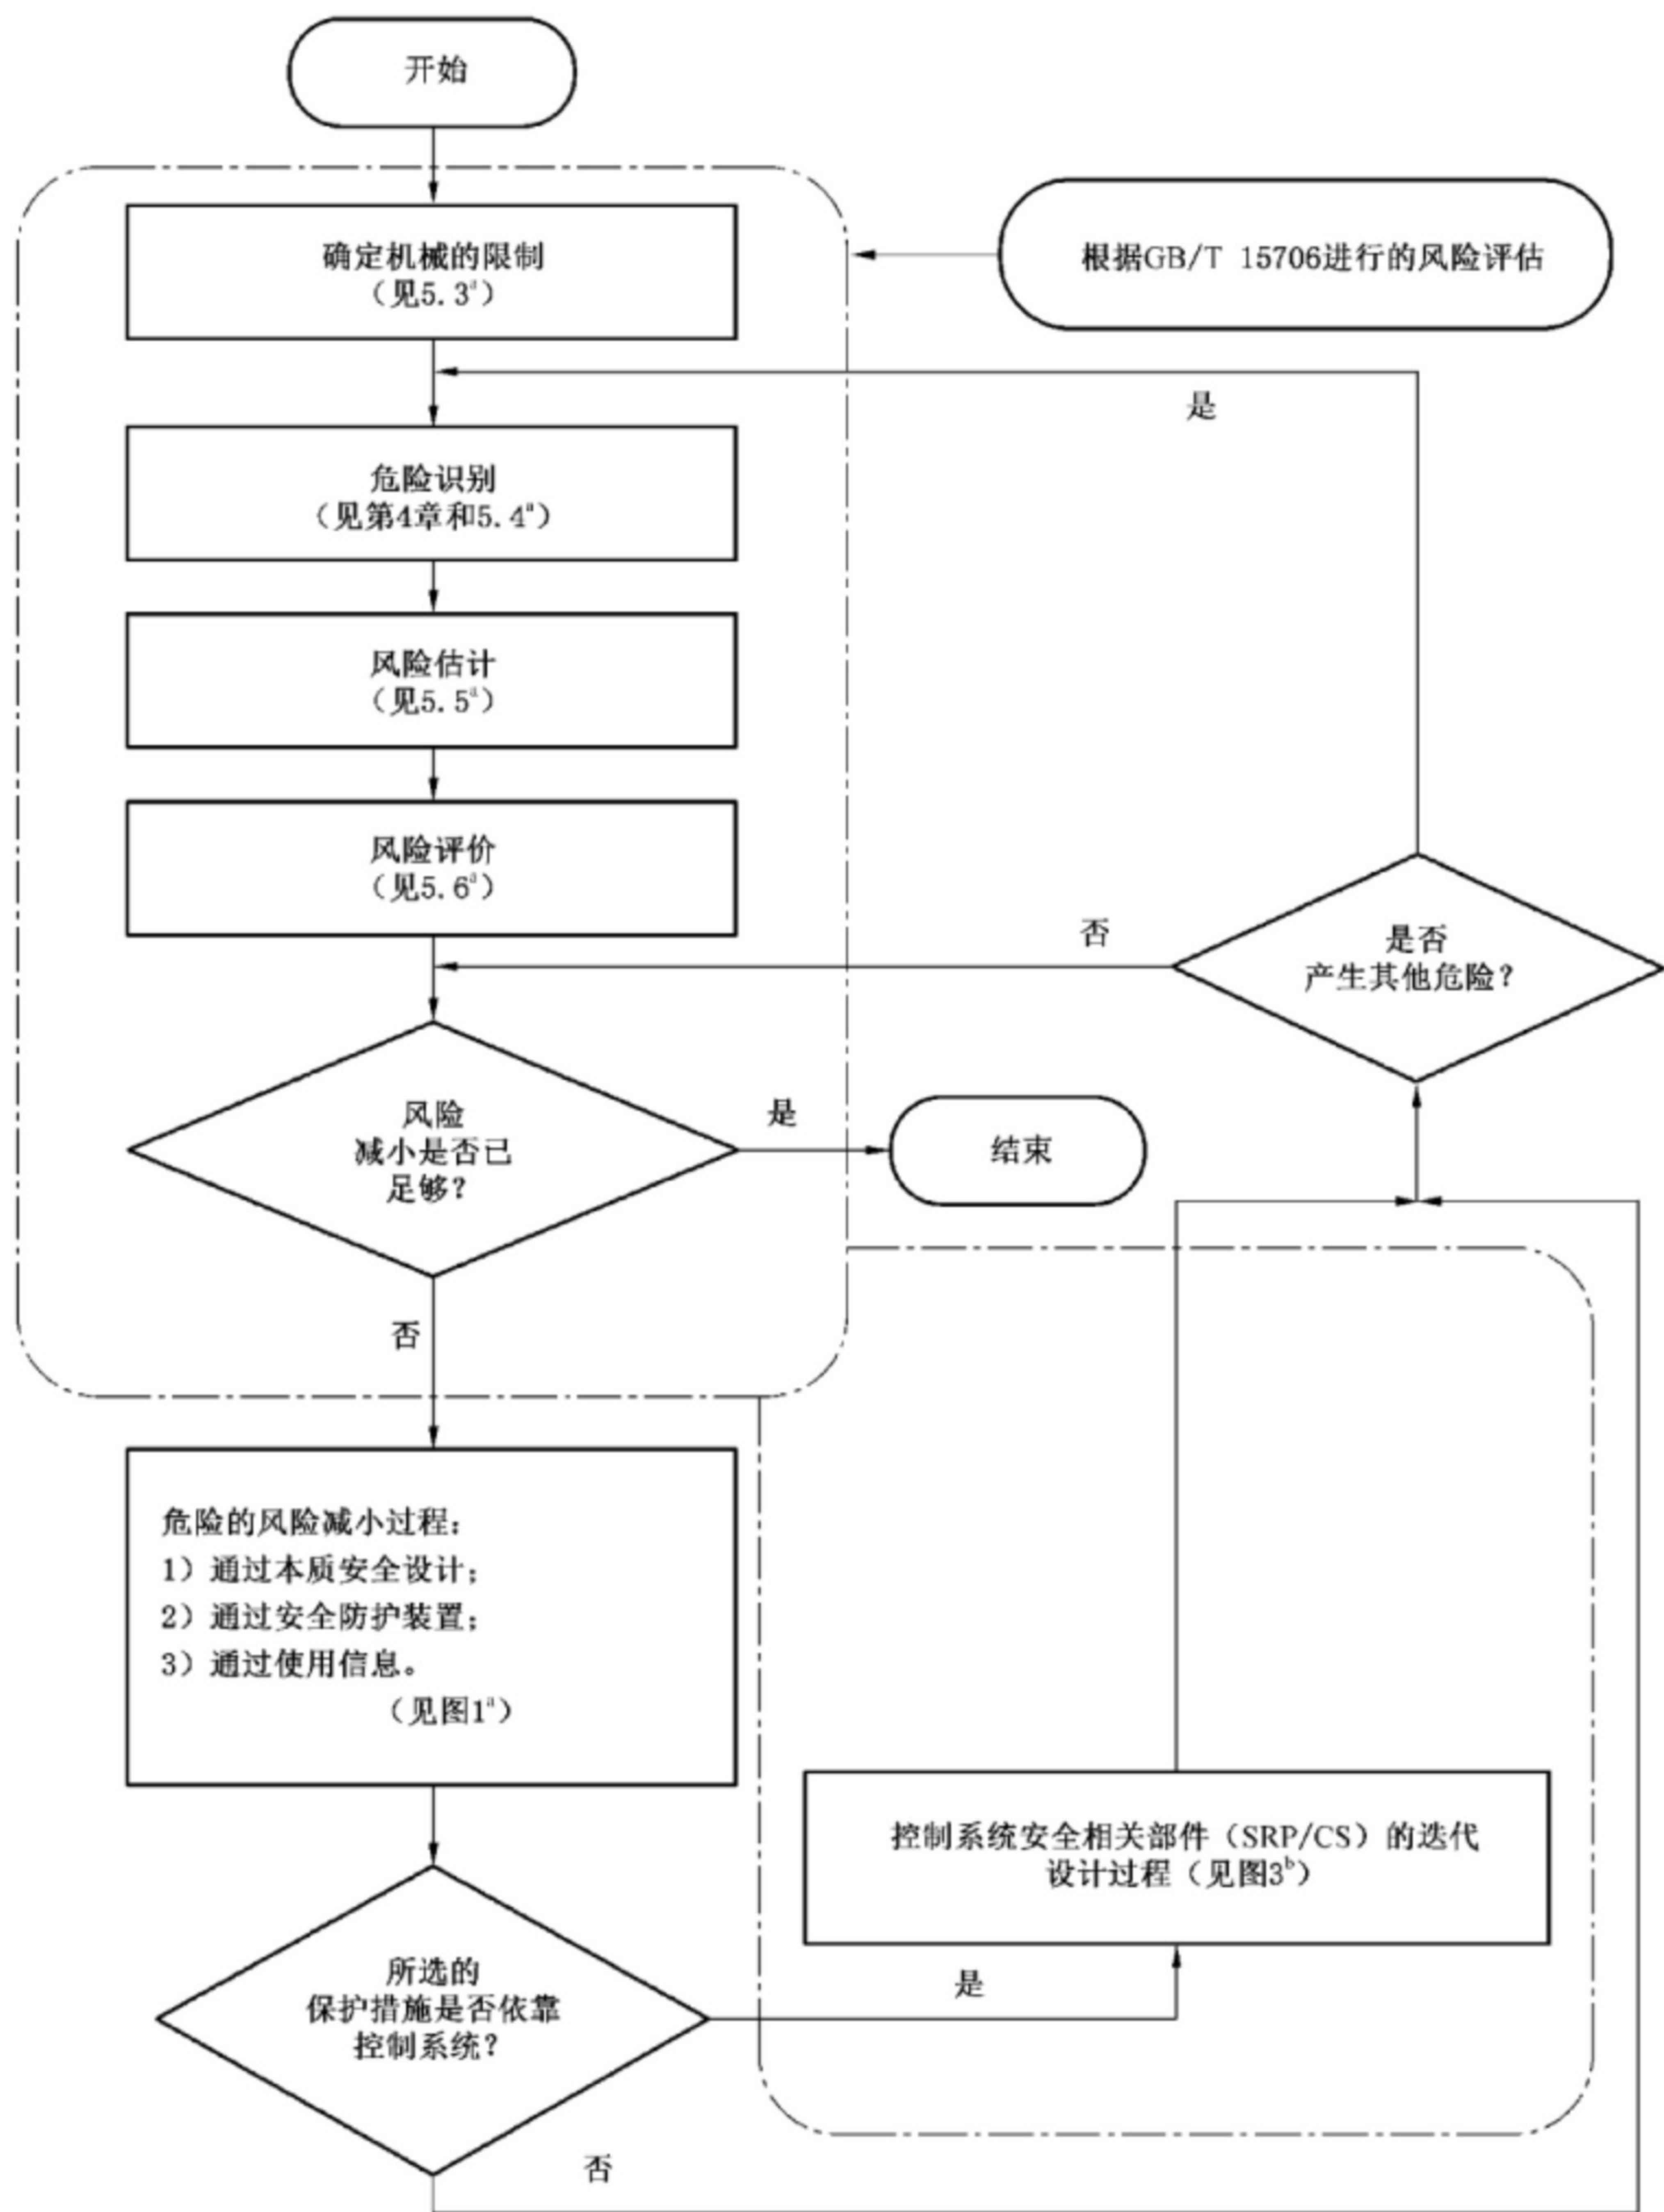 开始
确定机械的限制
（见5.3ᵃ）
根据GB/T 15706进行的风险评估
是
危险识别
（见第4章和5.4ᵃ）
风险估计
（见5.5ᵃ）
风险评价
（见5.6ᵃ）
否
是否
产生其他危险？
风险
减小是否已
足够？
是
结束
否
危险的风险减小过程：
1）通过本质安全设计；
2）通过安全防护装置；
3）通过使用信息。
（见图1ᵃ）
控制系统安全相关部件（SRP/CS）的迭代
设计过程（见图3ᵇ）
所选的
保护措施是否依靠
控制系统？
是
否